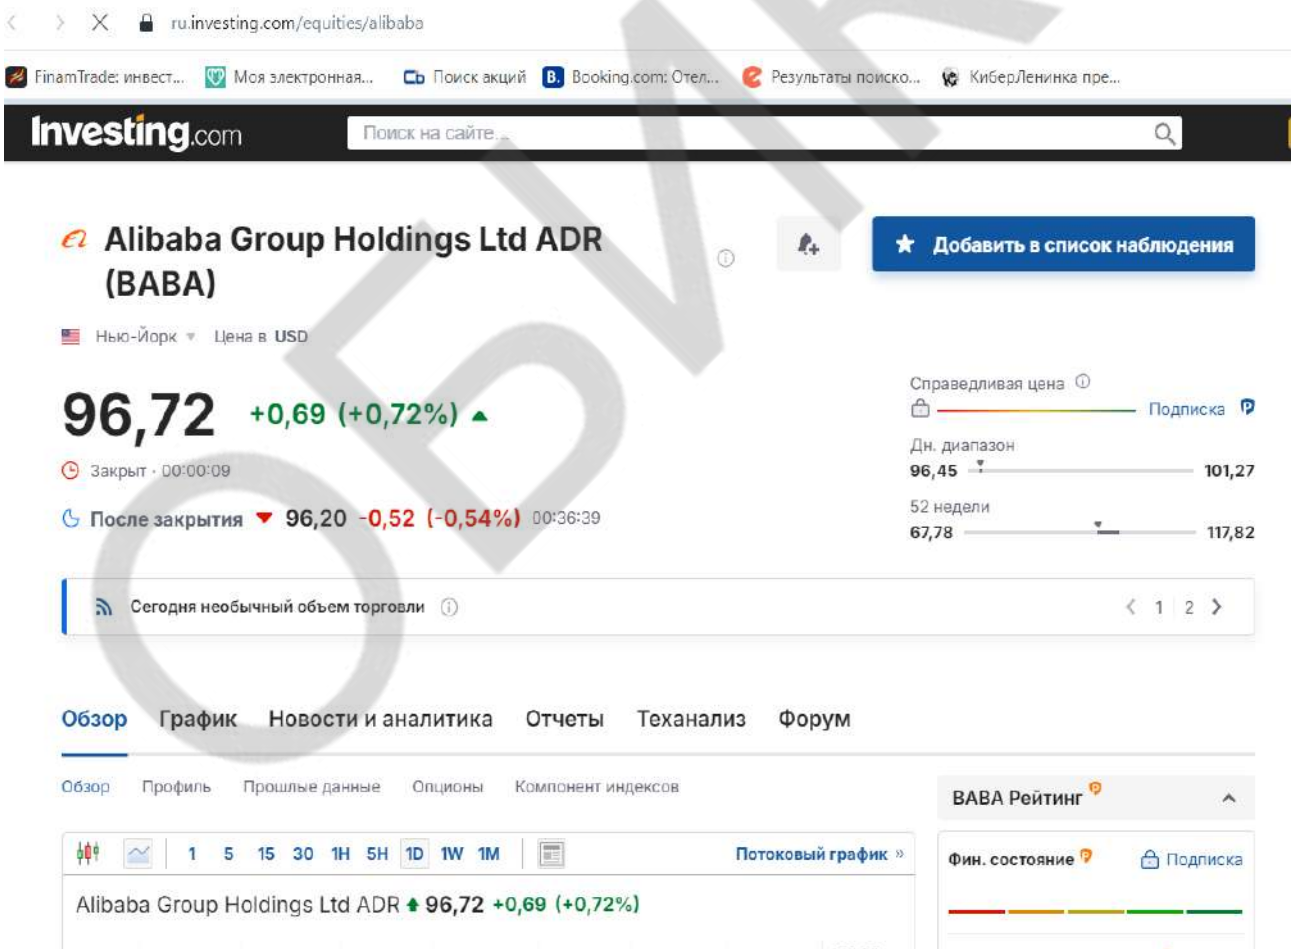 ru.investing.com/equities/alibaba
FinamTrade: инвест... Моя электронная... Сь Поиск акций B. Booking.com: Отел... Результаты поиско... КиберЛенинка пре...
Investing.com Поиск на сайте...
Alibaba Group Holdings Ltd ADR
(BABA)
Добавить в список наблюдения
Нью-Йорк Цена в USD
96,72 +0,69 (+0,72%)
Закрыт · 00:00:09
После закрытия 96,20 -0,52 (-0,54%) 00:36:39
Справедливая цена
Подписка
Дн. диапазон
96,45 101,27
52 недели
67,78 117,82
Сегодня необычный объем торговли
1 2
Обзор График Новости и аналитика Отчеты Теханализ Форум
Обзор Профиль Прошлые данные Опционы Компонент индексов
BABA Рейтинг
1 5 15 30 1H 5H 1D 1W 1M Потоковый график »
Фин. состояние Подписка
Alibaba Group Holdings Ltd ADR 96,72 +0,69 (+0,72%)